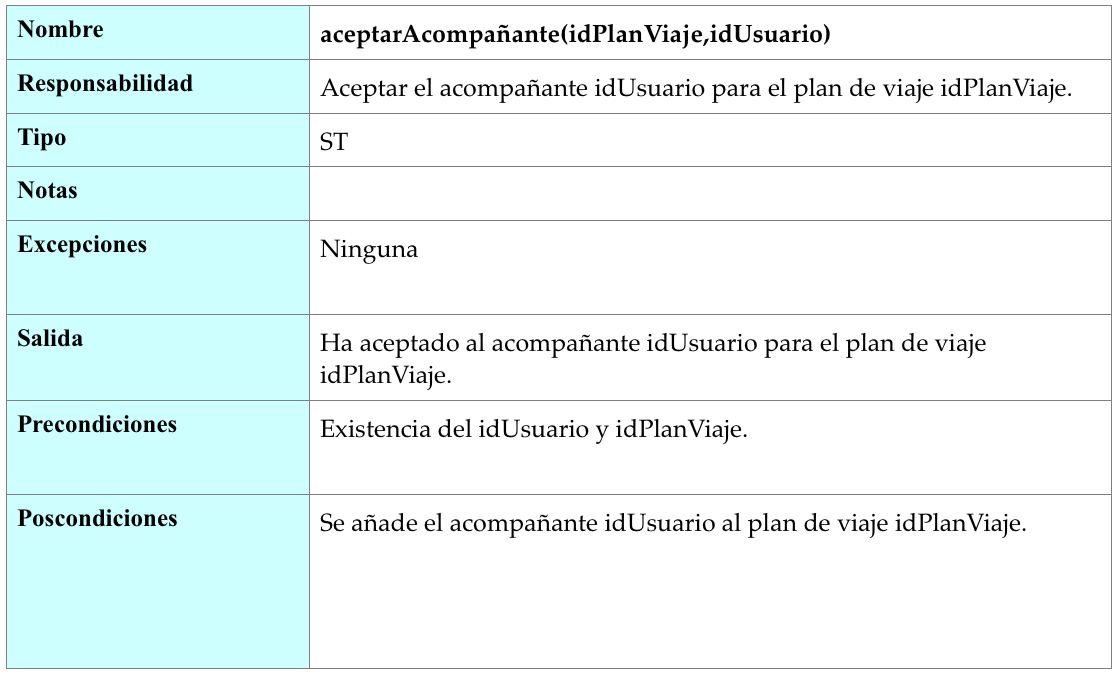 Nombre
aceptarAcompañante(idPlanViaje,idUsuario)
Responsabilidad
Aceptar el acompañante idUsuario para el plan de viaje idPlanViaje.
Tipo
ST
Notas
Excepciones
Ninguna
Salida
Ha aceptado al acompañante idUsuario para el plan de viaje
idPlanViaje.
Precondiciones
Existencia del idUsuario y idPlanViaje.
Poscondiciones
Se añade el acompañante idUsuario al plan de viaje idPlanViaje.